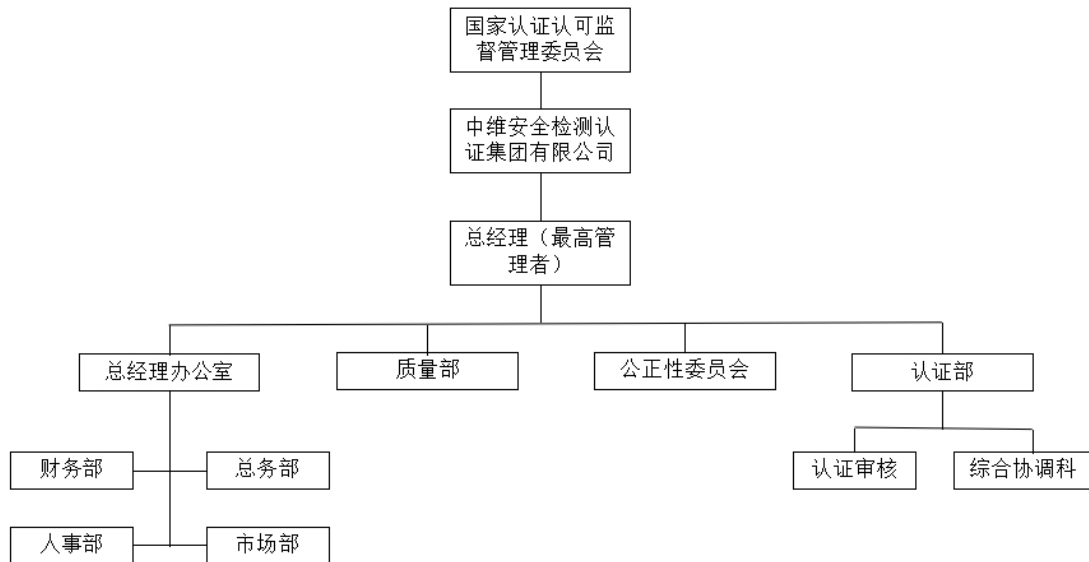 国家认证认可监
督管理委员会
中维安全检测认
证集团有限公司
总经理（最高管
理者）
总经理办公室
质量部
公正性委员会
认证部
财务部
总务部
认证审核
综合协调科
人事部
市场部